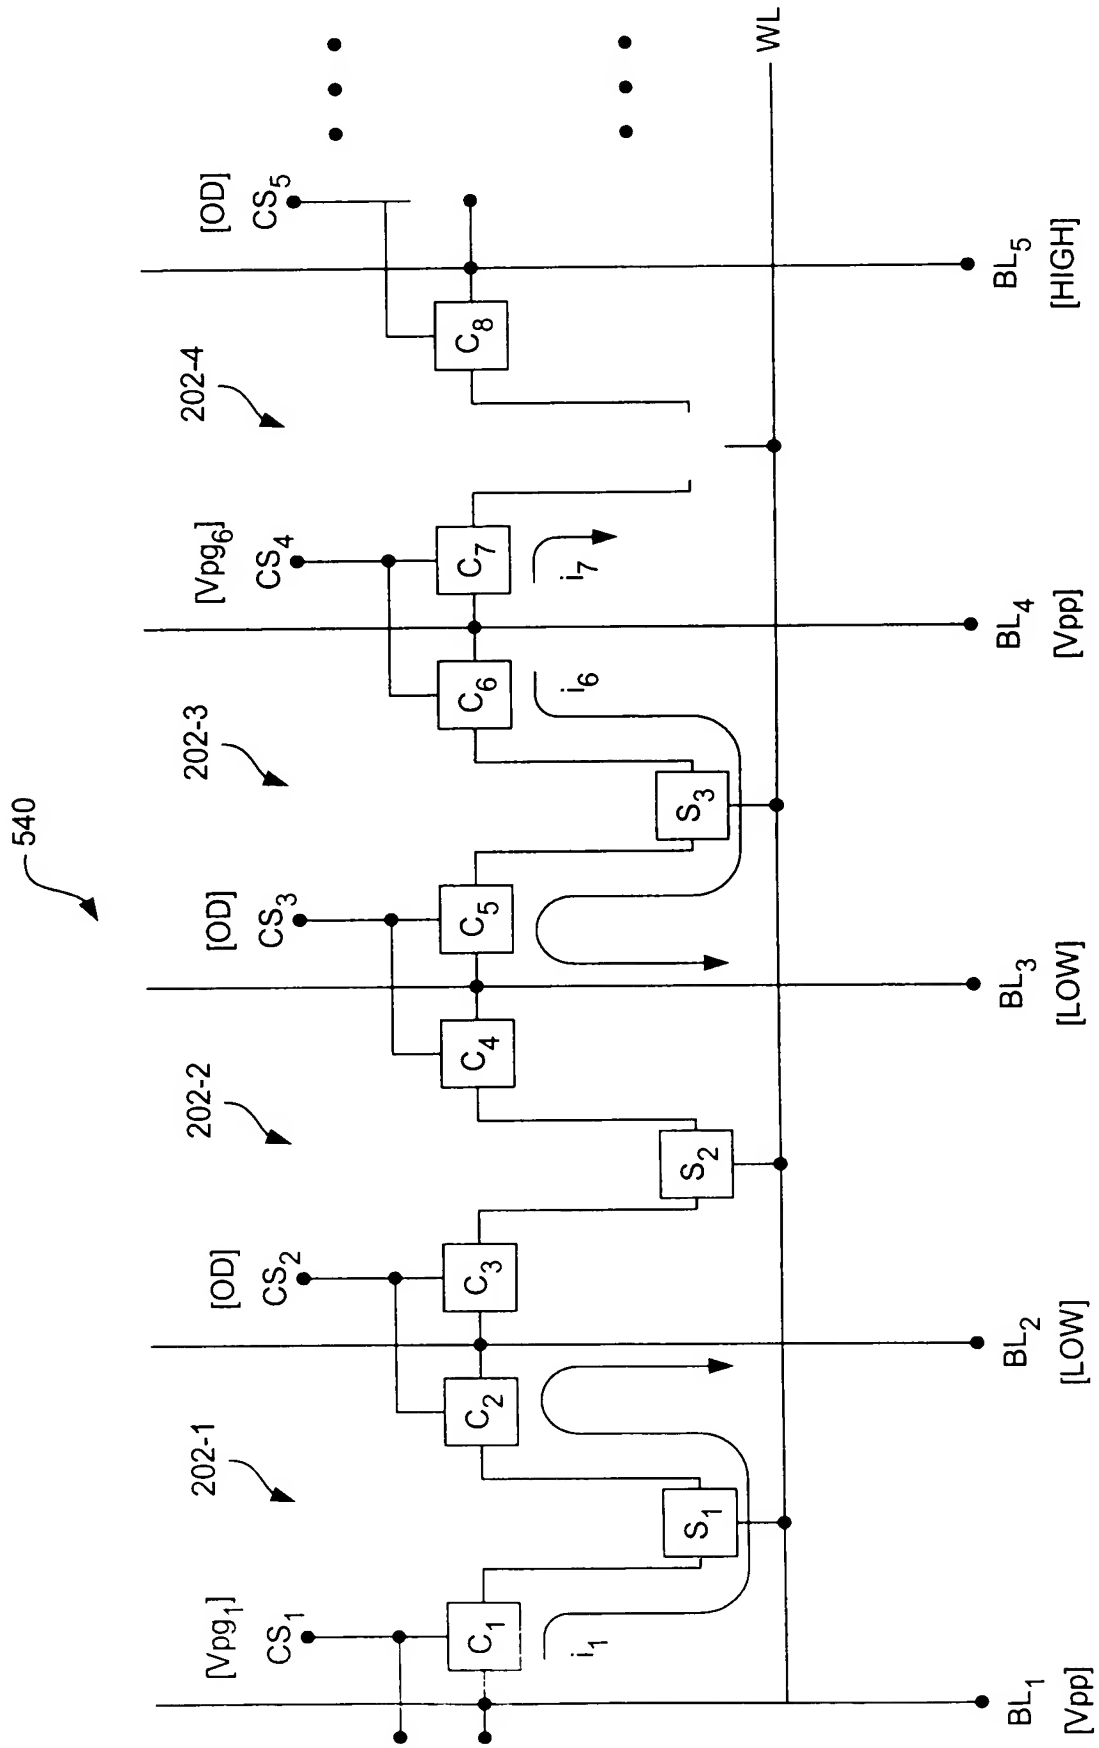 540
202-1
202-2
202-3
202-4
[Vpg1]
[OD]
[OD]
[Vpg6]
[OD]
CS1
CS2
CS3
CS4
CS5
C1
C2
C3
C4
C5
C6
C7
C8
i1
i6
i7
S1
S2
S3
WL
BL1
BL2
BL3
BL4
BL5
[Vpp]
[LOW]
[LOW]
[Vpp]
[HIGH]